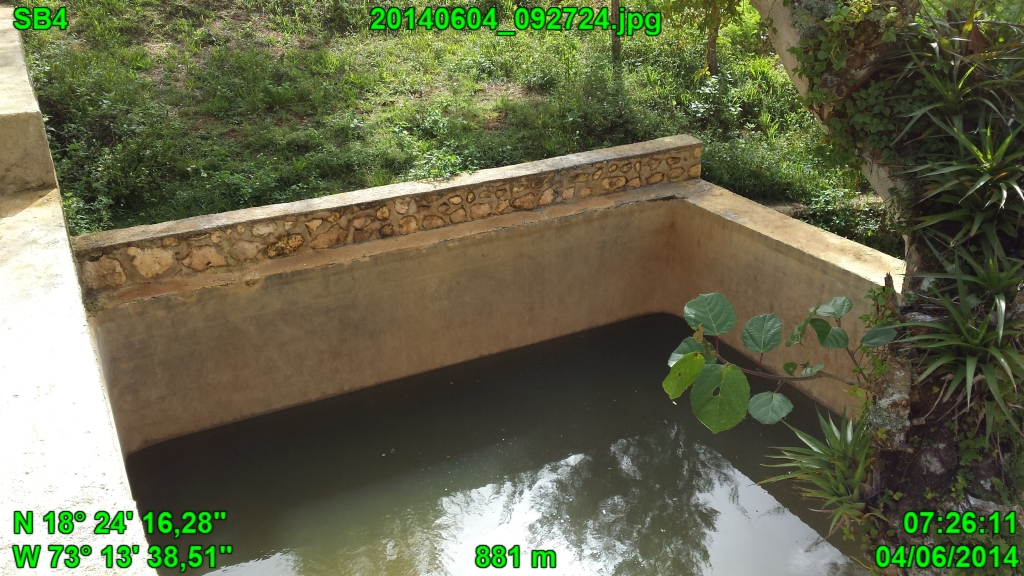 SB4
20140604_092724.jpg
N 18° 24' 16,28"
W 73° 13' 38,51"
881 m
07:26:11
04/06/2014